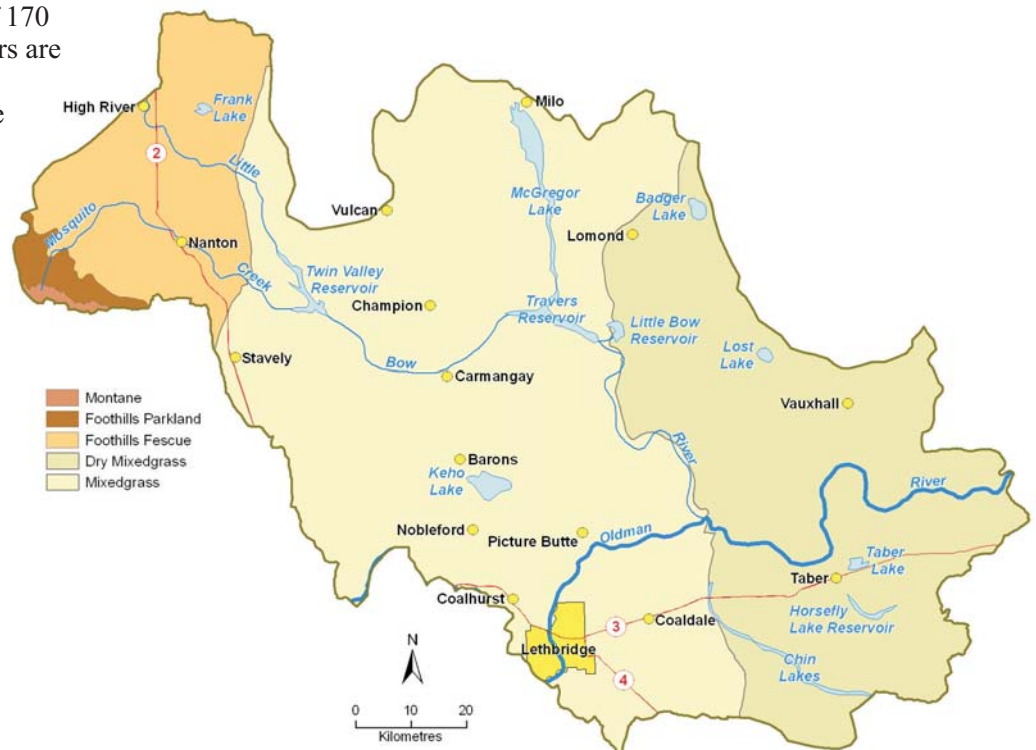 170
rs are
e
High River
Frank
Lake
2
Little
Mosquito
Nanton
Creek
Twin Valley
Reservoir
Stavely
Milo
McGregor
Lake
Vulcan
Badger
Lake
Lomond
Champion
Travers
Reservoir
Little Bow
Reservoir
Lost
Lake
Bow
Carmangay
Vauxhall
Montane
Foothills Parkland
Foothills Fescue
Dry Mixedgrass
Mixedgrass
Barons
Keho
Lake
River
River
Nobleford
Picture Butte
Oldman
Taber
Lake
Taber
Coalhurst
Horsefly
Lake Reservoir
3
Coaldale
Lethbridge
Chin
Lakes
4
N
0 10 20
Kilometres